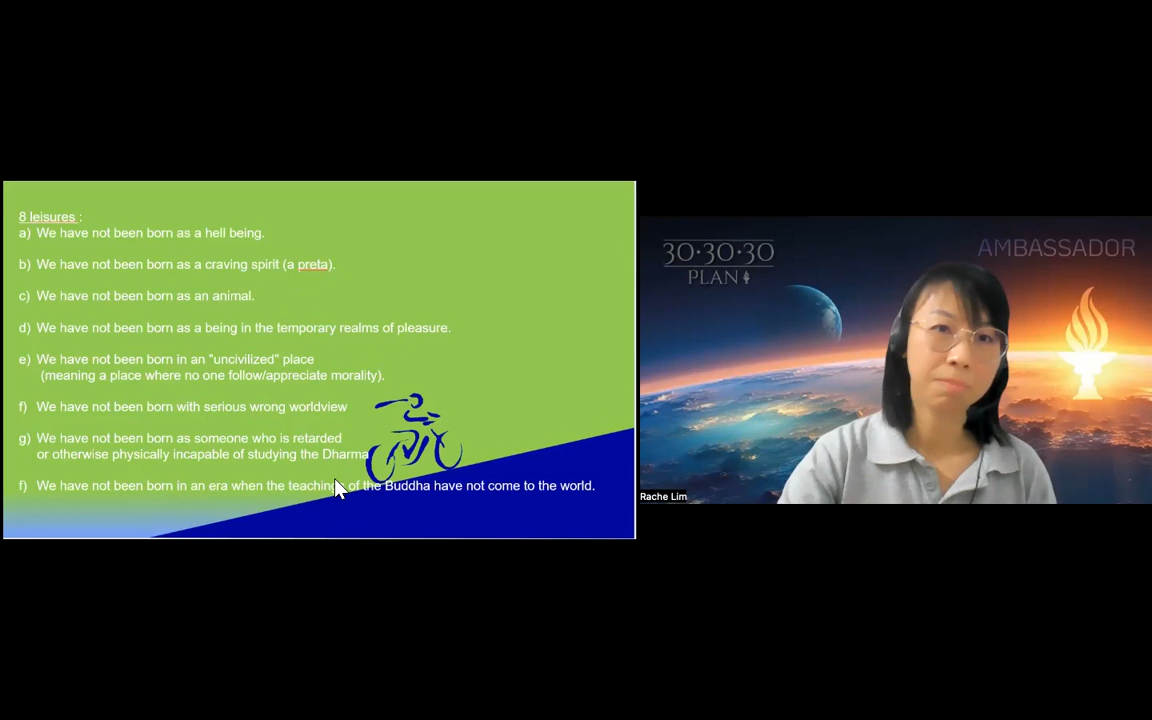 8 leisures :
a) We have not been born as a hell being.
b) We have not been born as a craving spirit (a preta).
c) We have not been born as an animal.
d) We have not been born as a being in the temporary realms of pleasure.
e) We have not been born in an "uncivilized" place
(meaning a place where no one follow/appreciate morality).
f) We have not been born with serious wrong worldview
g) We have not been born as someone who is retarded
or otherwise physically incapable of studying the Dharma
f) We have not been born in an era when the teaching of the Buddha have not come to the world.
30·30·30
PLAN
AMBASSADOR
Rache Lim